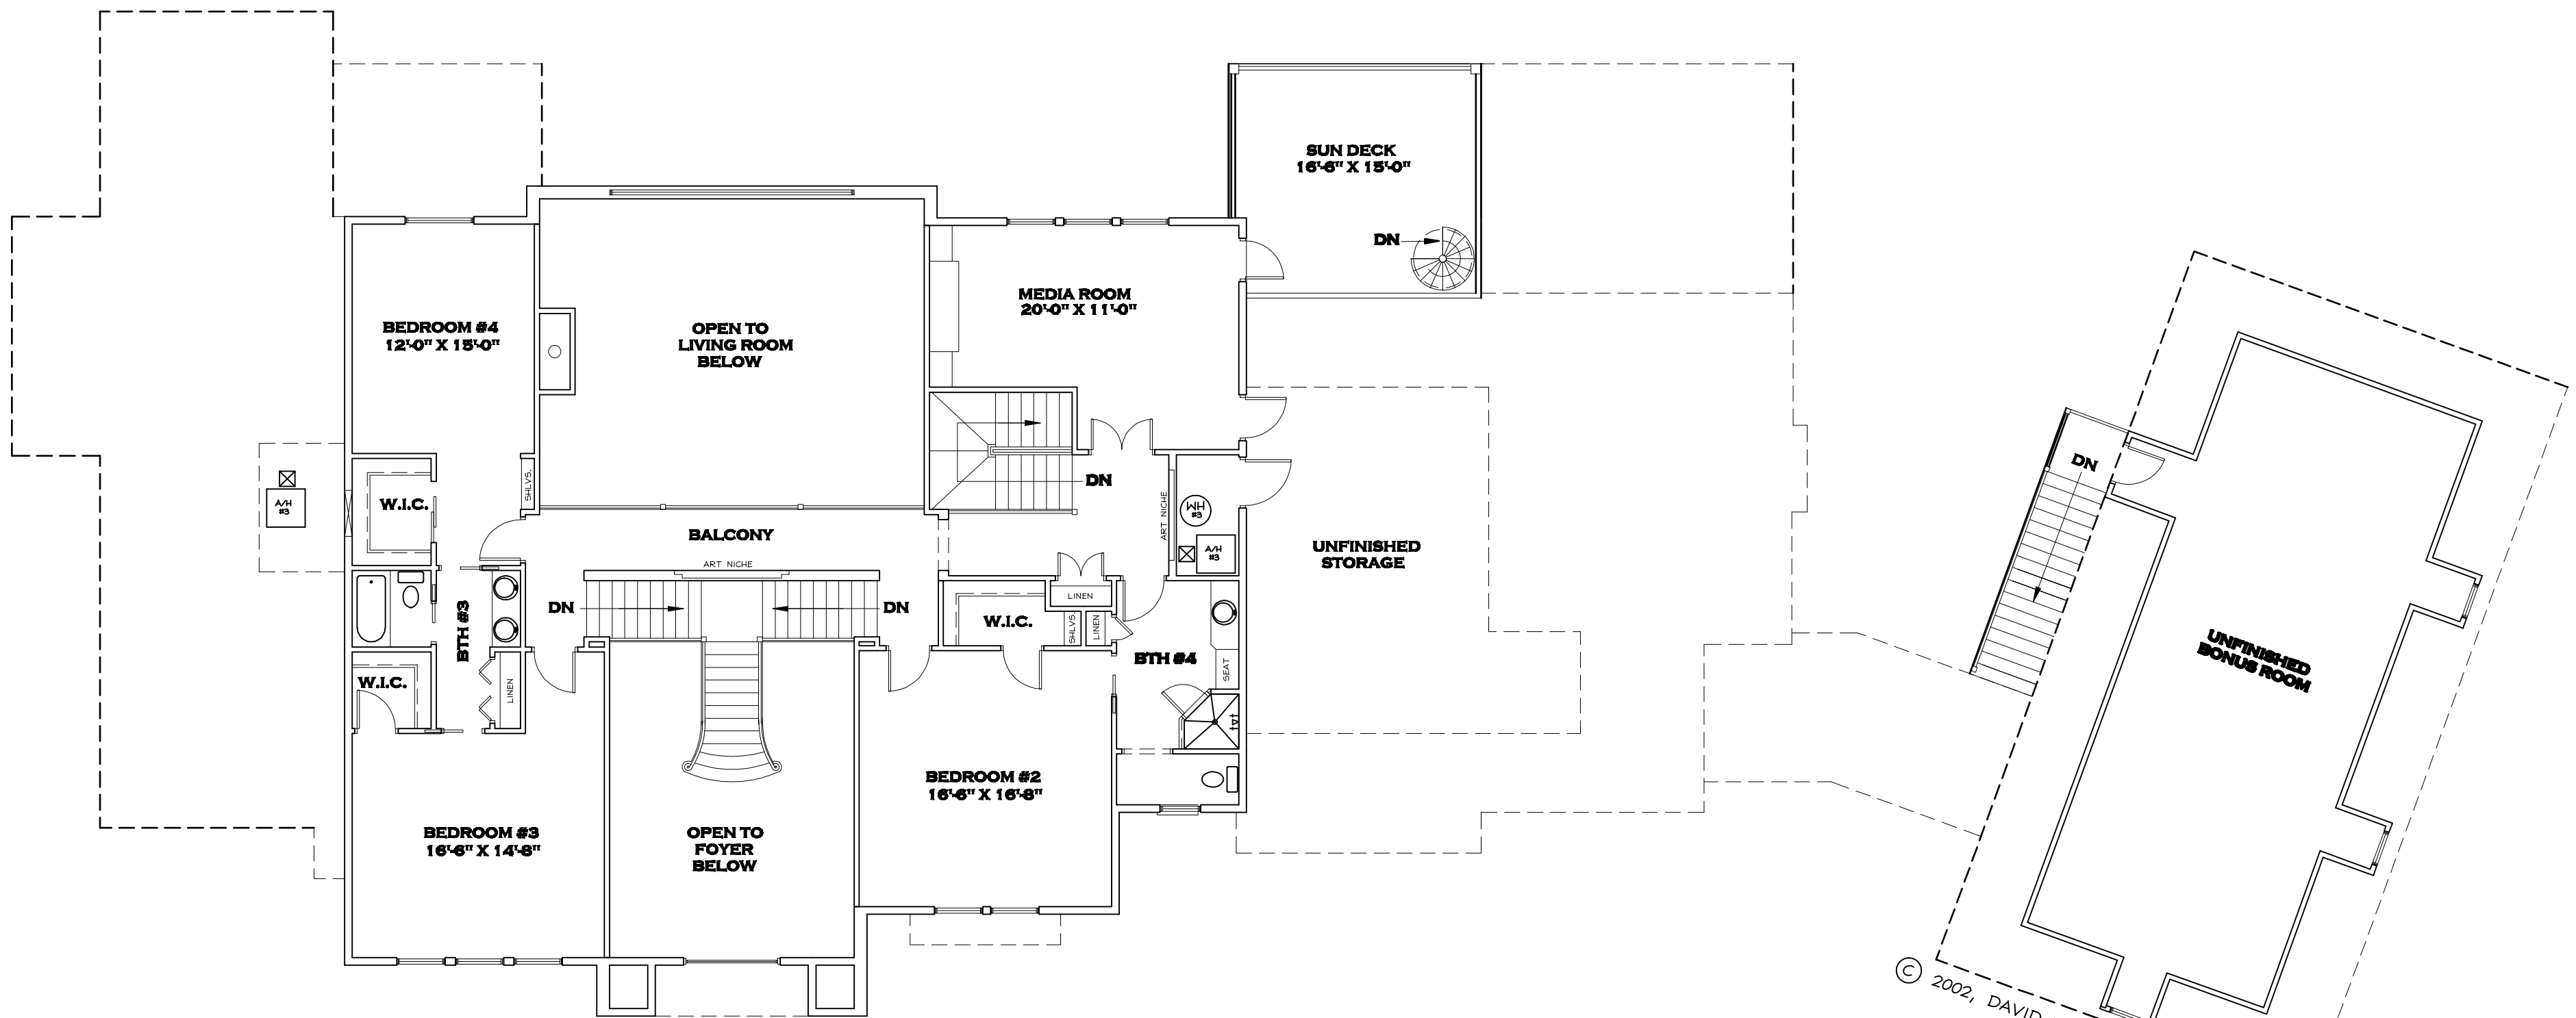 SUN DECK
16'-6" X 15'-0"
DN
MEDIA ROOM
20'-0" X 11'-0"
BEDROOM #4
12'-0" X 15'-0"
OPEN TO
LIVING ROOM
BELOW
DN
SHLVS.
W.I.C.
A/H
#3
DN
ART NICHE
WH
#3
A/H
#3
BALCONY
ART NICHE
UNFINISHED
STORAGE
BTH #3
DN
DN
LINEN
W.I.C.
SHLVS.
LINEN
BTH #4
SEAT
UNFINISHED
BONUS ROOM
W.I.C.
LINEN
BEDROOM #2
16'-6" X 16'-8"
BEDROOM #3
16'-6" X 14'-8"
OPEN TO
FOYER
BELOW
© 2002, DAVID